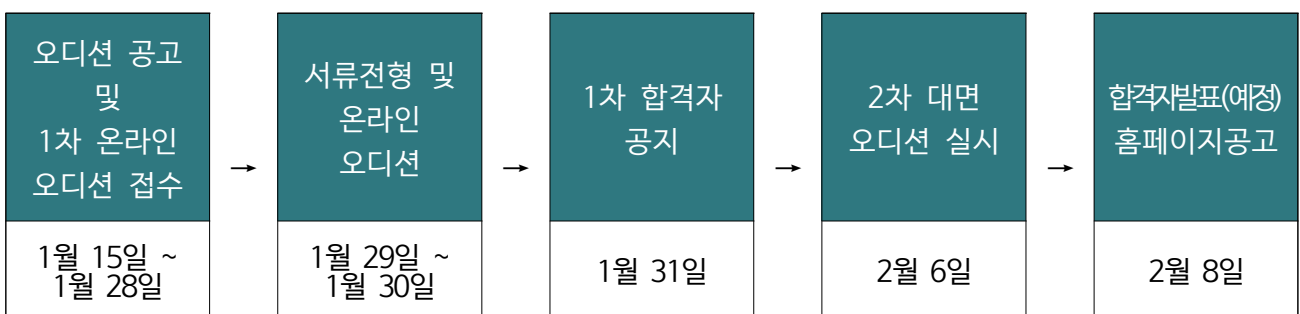 오디션 공고
및
1차 온라인
오디션 접수
1월 15일 ~
1월 28일
→
서류전형 및
온라인
오디션
1월 29일 ~
1월 30일
→
1차 합격자
공지
1월 31일
→
2차 대면
오디션 실시
2월 6일
→
합격자발표(예정)
홈페이지공고
2월 8일